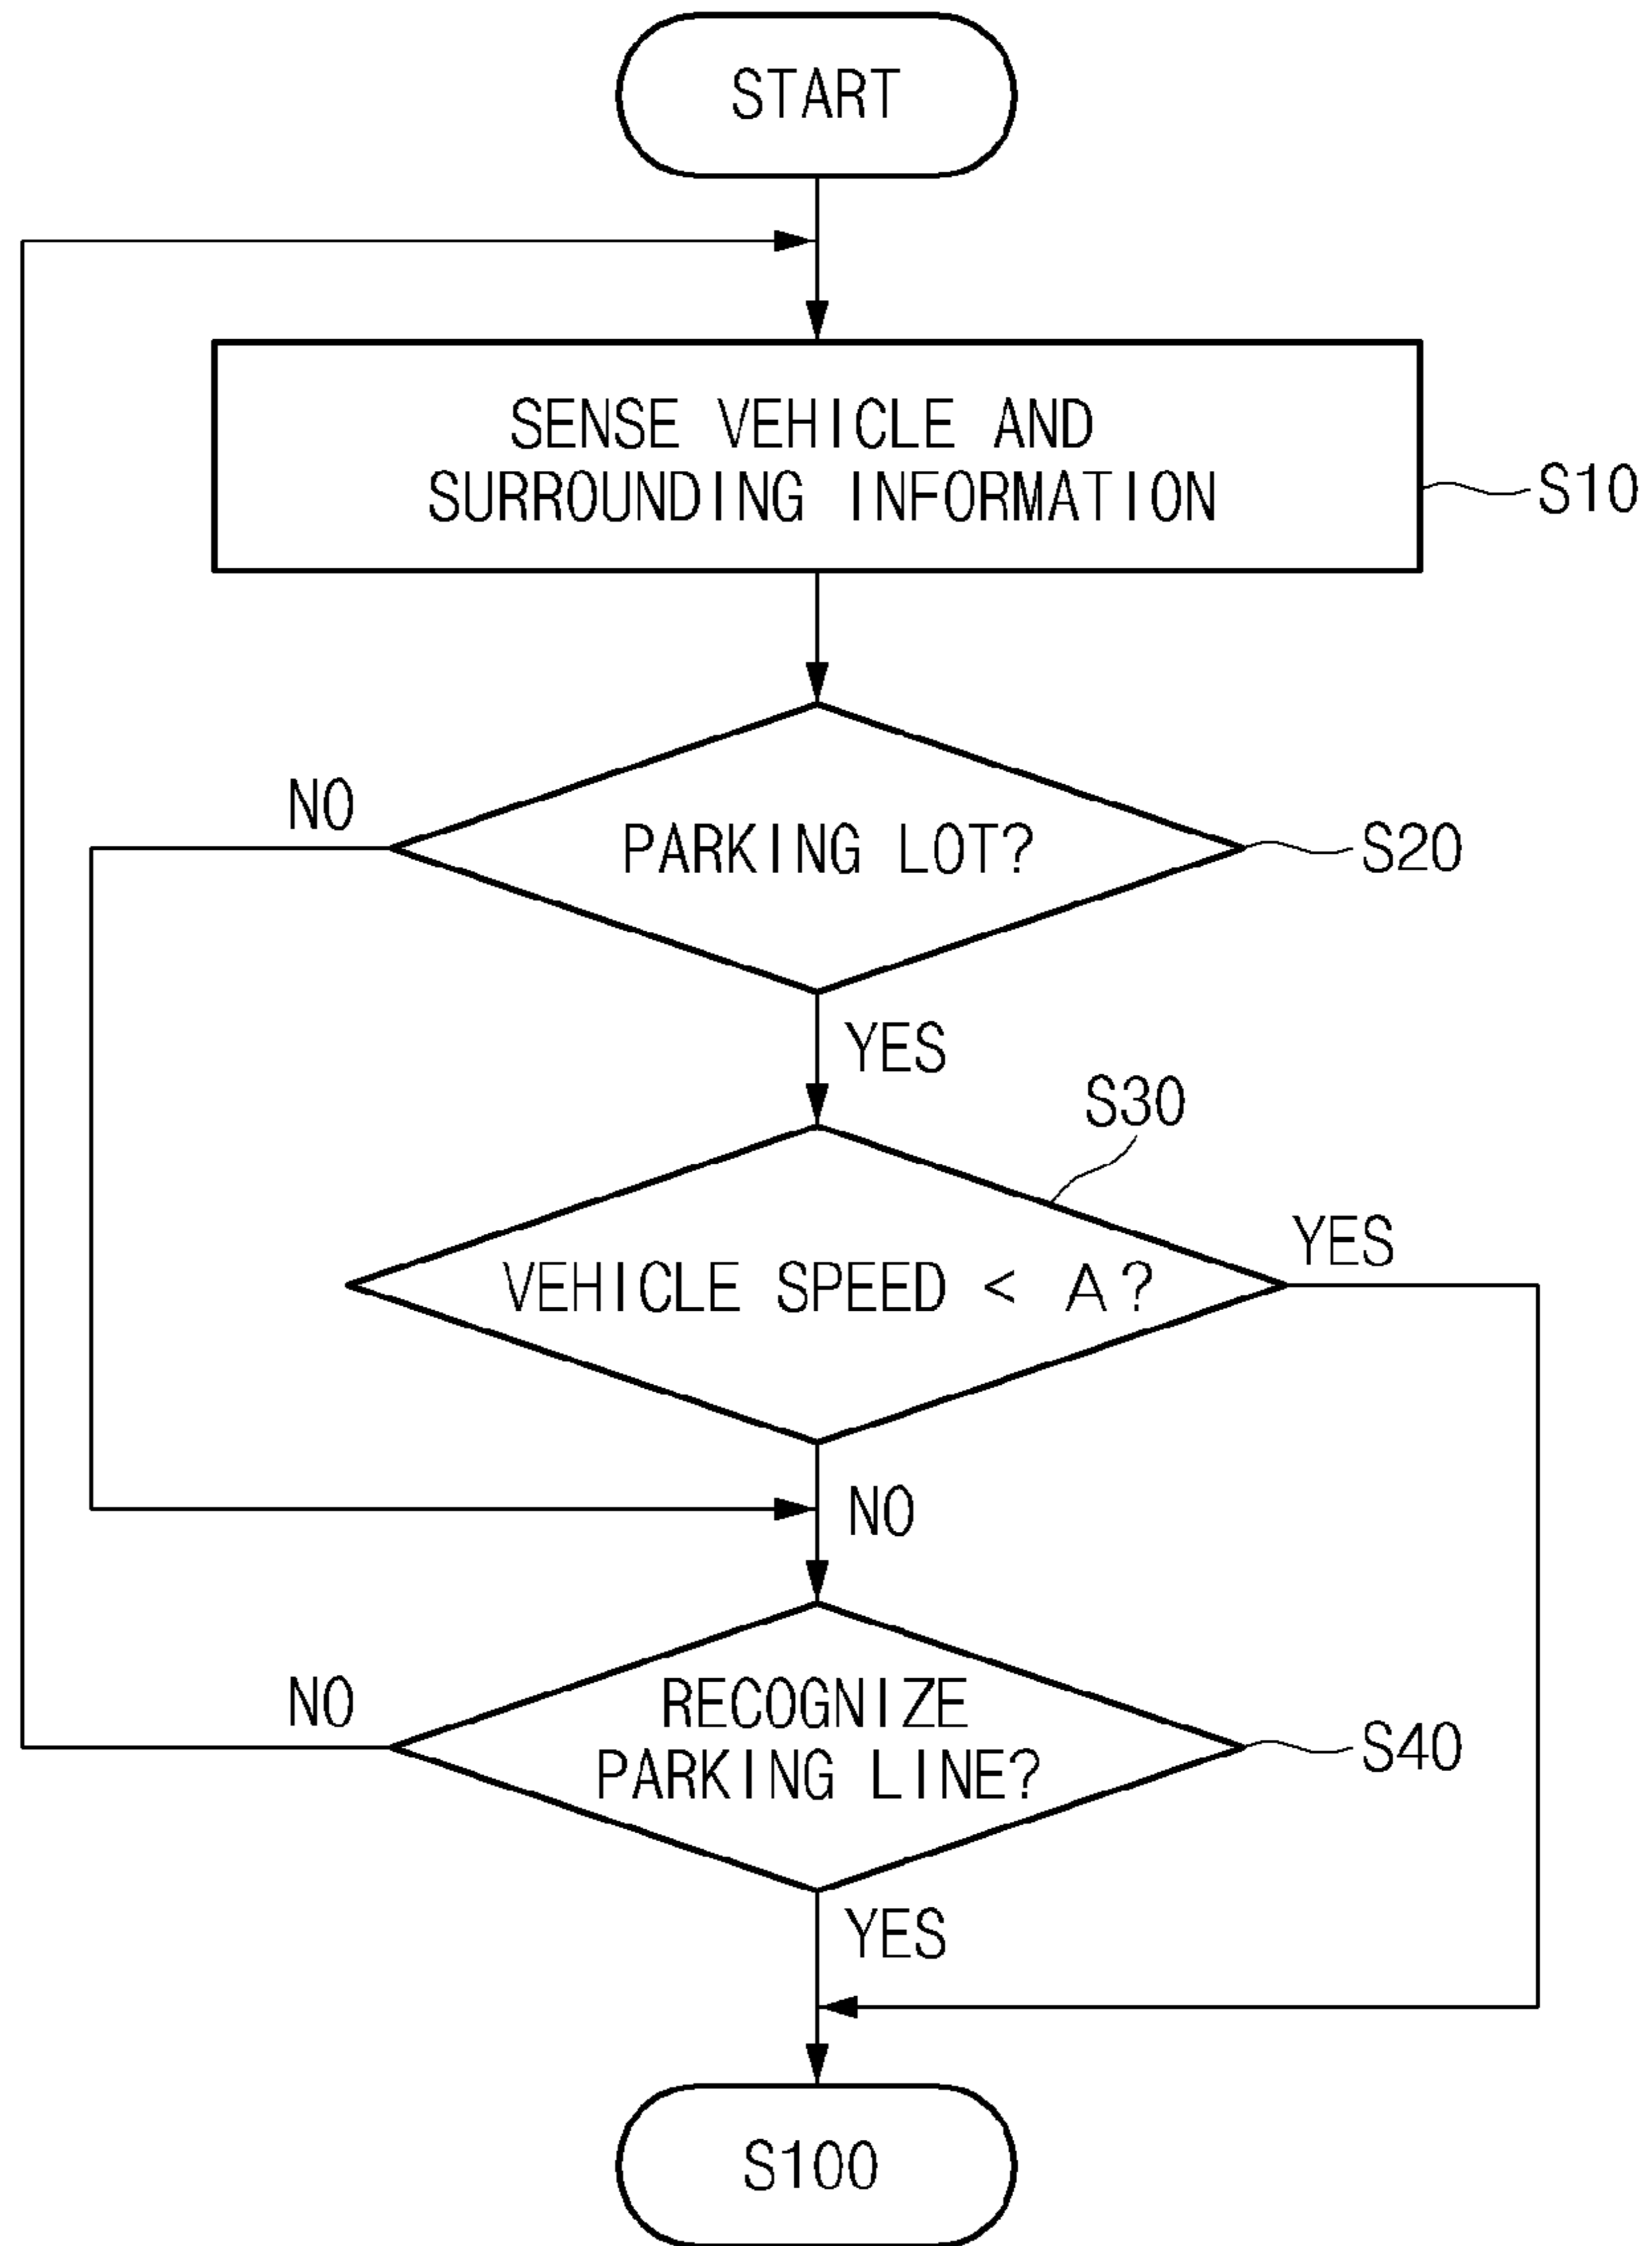 START
SENSE VEHICLE AND
SURROUNDING INFORMATION
S10
NO
PARKING LOT?
S20
YES
S30
VEHICLE SPEED < A?
YES
NO
NO
RECOGNIZE
PARKING LINE?
S40
YES
S100